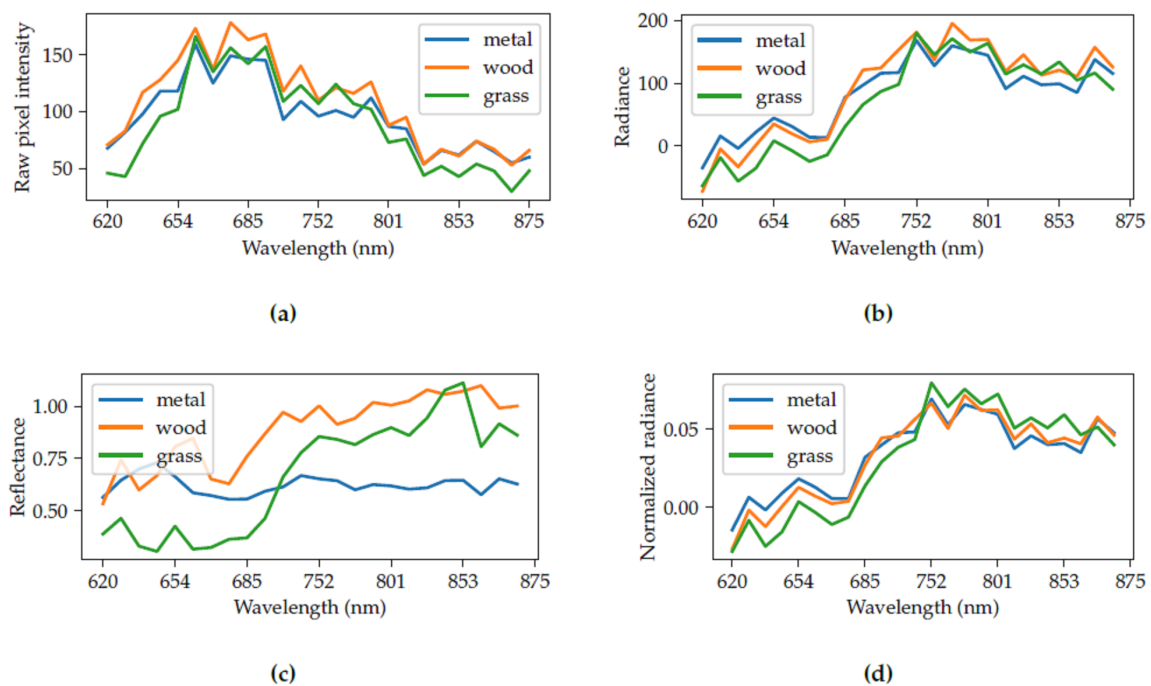 Raw pixel intensity
150
100
50
metal
wood
grass
620 654 685 752 801 853 875
Wavelength (nm)
(a)
Radiance
200
100
0
metal
wood
grass
620 654 685 752 801 853 875
Wavelength (nm)
(b)
Reflectance
1.00
0.75
0.50
metal
wood
grass
620 654 685 752 801 853 875
Wavelength (nm)
(c)
Normalized radiance
0.05
0.00
metal
wood
grass
620 654 685 752 801 853 875
Wavelength (nm)
(d)